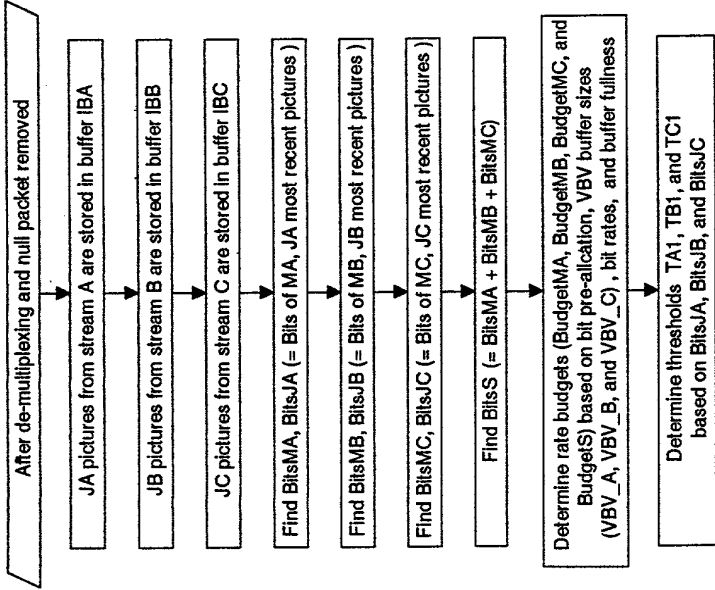 After de-multiplexing and null packet removed
JA pictures from stream A are stored in buffer IBA
JB pictures from stream B are stored in buffer IBB
JC pictures from stream C are stored in buffer IBC
Find BitsMA, BitsJA (= Bits of MA, JA most recent pictures )
Find BitsMB, BitsJB (= Bits of MB, JB most recent pictures )
Find BitsMC, BitsJC (= Bits of MC, JC most recent pictures )
Find BitsS (= BitsMA + BitsMB + BitsMC)
Determine rate budgets (BudgetMA, BudgetMB, BudgetMC, and
BudgetS) based on bit pre-allcation, VBV buffer sizes
(VBV_A, VBV_B, and VBV_C) , bit rates, and buffer fullness
Determine thresholds TA1, TB1, and TC1
based on BitsJA, BitsJB, and BitsJC